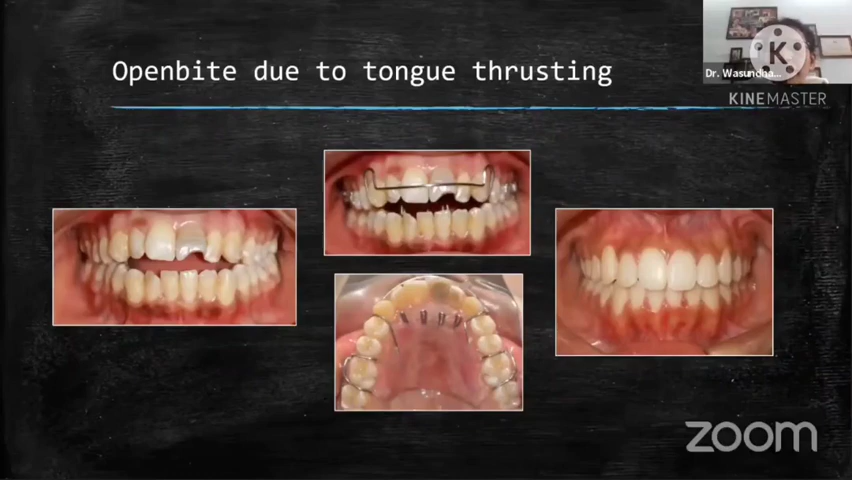 Openbite due to tongue thrusting
K
Dr. Wasundha...
KINEMASTER
zoom